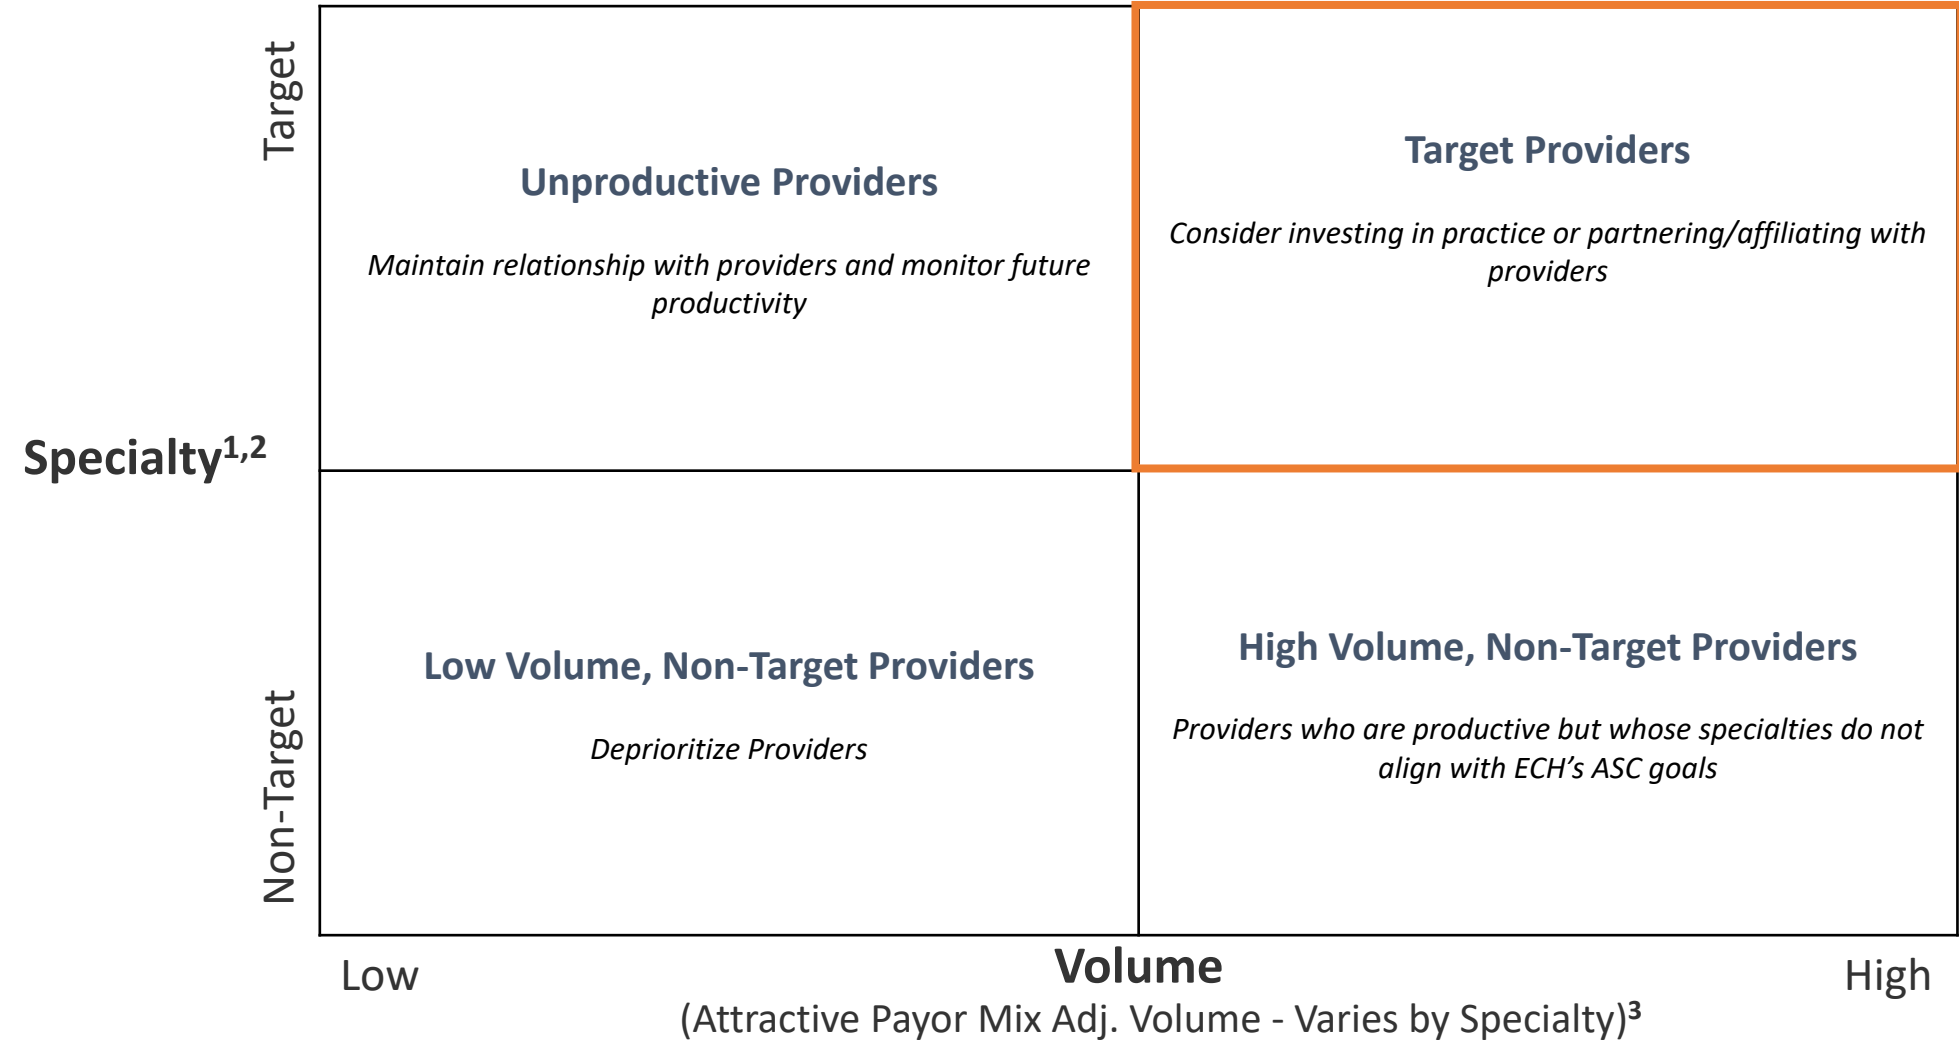 Target
Unproductive Providers
Maintain relationship with providers and monitor future
productivity
Target Providers
Consider investing in practice or partnering/affiliating with
providers
Specialty¹,²
Non-Target
Low Volume, Non-Target Providers
Deprioritize Providers
High Volume, Non-Target Providers
Providers who are productive but whose specialties do not
align with ECH’s ASC goals
Low
Volume
High
(Attractive Payor Mix Adj. Volume - Varies by Specialty)³